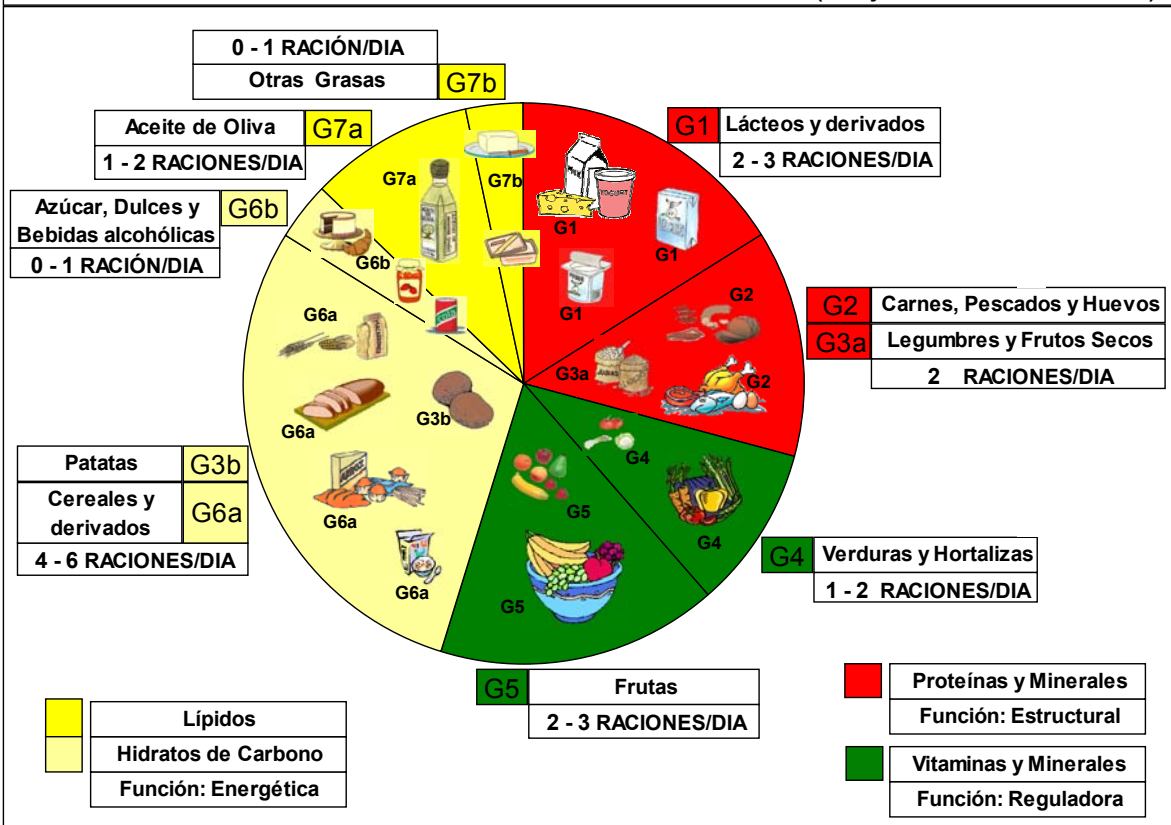 0 - 1 RACIÓN/DIA
Otras Grasas
G7b
Aceite de Oliva
G7a
1 - 2 RACIONES/DIA
Azúcar, Dulces y
Bebidas alcohólicas
G6b
0 - 1 RACIÓN/DIA
G1
Lácteos y derivados
2 - 3 RACIONES/DIA
G2
Carnes, Pescados y Huevos
G3a
Legumbres y Frutos Secos
2 RACIONES/DIA
G7a
G7b
G6b
G6a
G6a
G3b
G6a
G6a
YOGURT
G1
G1
G1
G2
G3a
G2
G4
G4
G5
G5
Patatas
G3b
Cereales y
derivados
G6a
4 - 6 RACIONES/DIA
G4
Verduras y Hortalizas
1 - 2 RACIONES/DIA
G5
Frutas
2 - 3 RACIONES/DIA
Lípidos
Hidratos de Carbono
Función: Energética
Proteínas y Minerales
Función: Estructural
Vitaminas y Minerales
Función: Reguladora